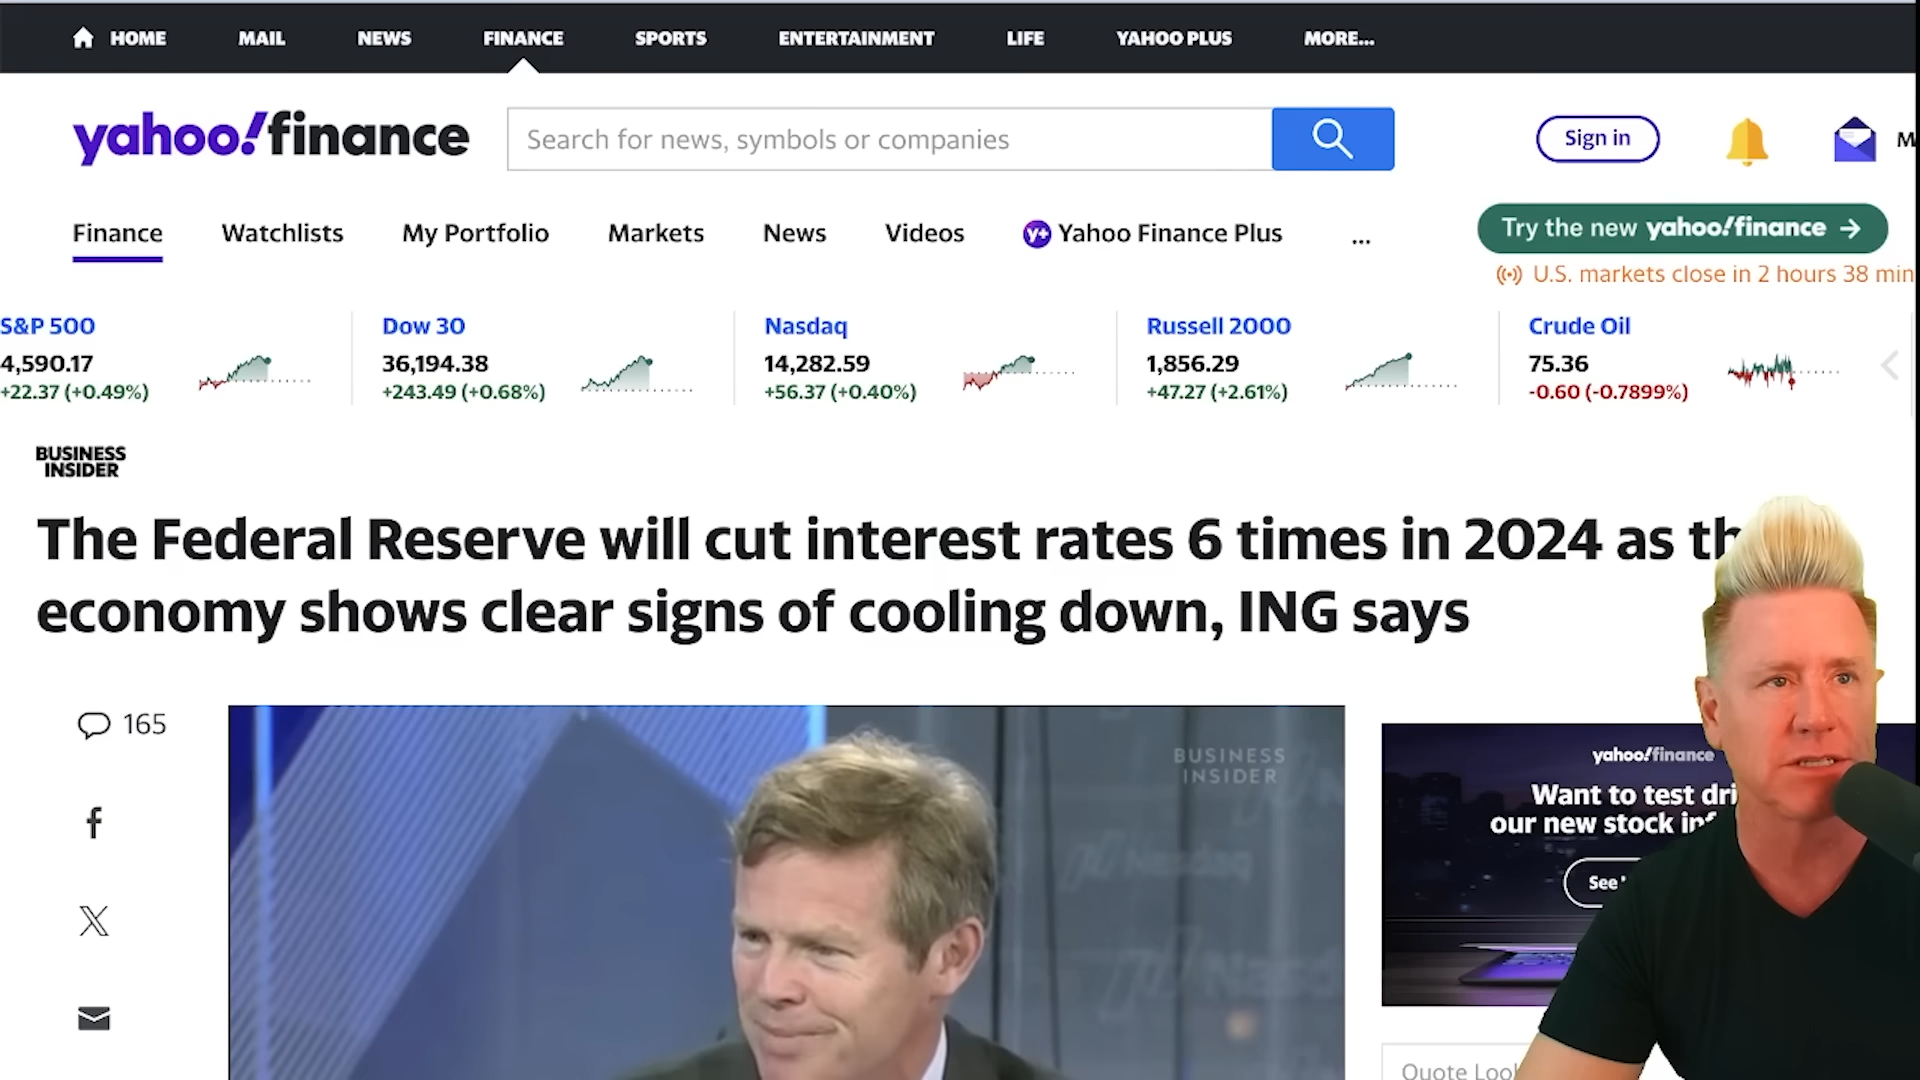 HOME MAIL NEWS FINANCE SPORTS ENTERTAINMENT LIFE YAHOO PLUS MORE...
yahoo!finance
Search for news, symbols or companies
Sign in
M
Finance Watchlists My Portfolio Markets News Videos y+ Yahoo Finance Plus ...
Try the new yahoo!finance →
U.S. markets close in 2 hours 38 min
S&P 500
4,590.17
+22.37 (+0.49%)
Dow 30
36,194.38
+243.49 (+0.68%)
Nasdaq
14,282.59
+56.37 (+0.40%)
Russell 2000
1,856.29
+47.27 (+2.61%)
Crude Oil
75.36
-0.60 (-0.7899%)
BUSINESS
INSIDER
The Federal Reserve will cut interest rates 6 times in 2024 as th
economy shows clear signs of cooling down, ING says
165
BUSINESS
INSIDER
Nasdaq
Nasd
yahoo!finance
Want to test dri
our new stock inf
See
Quote Look